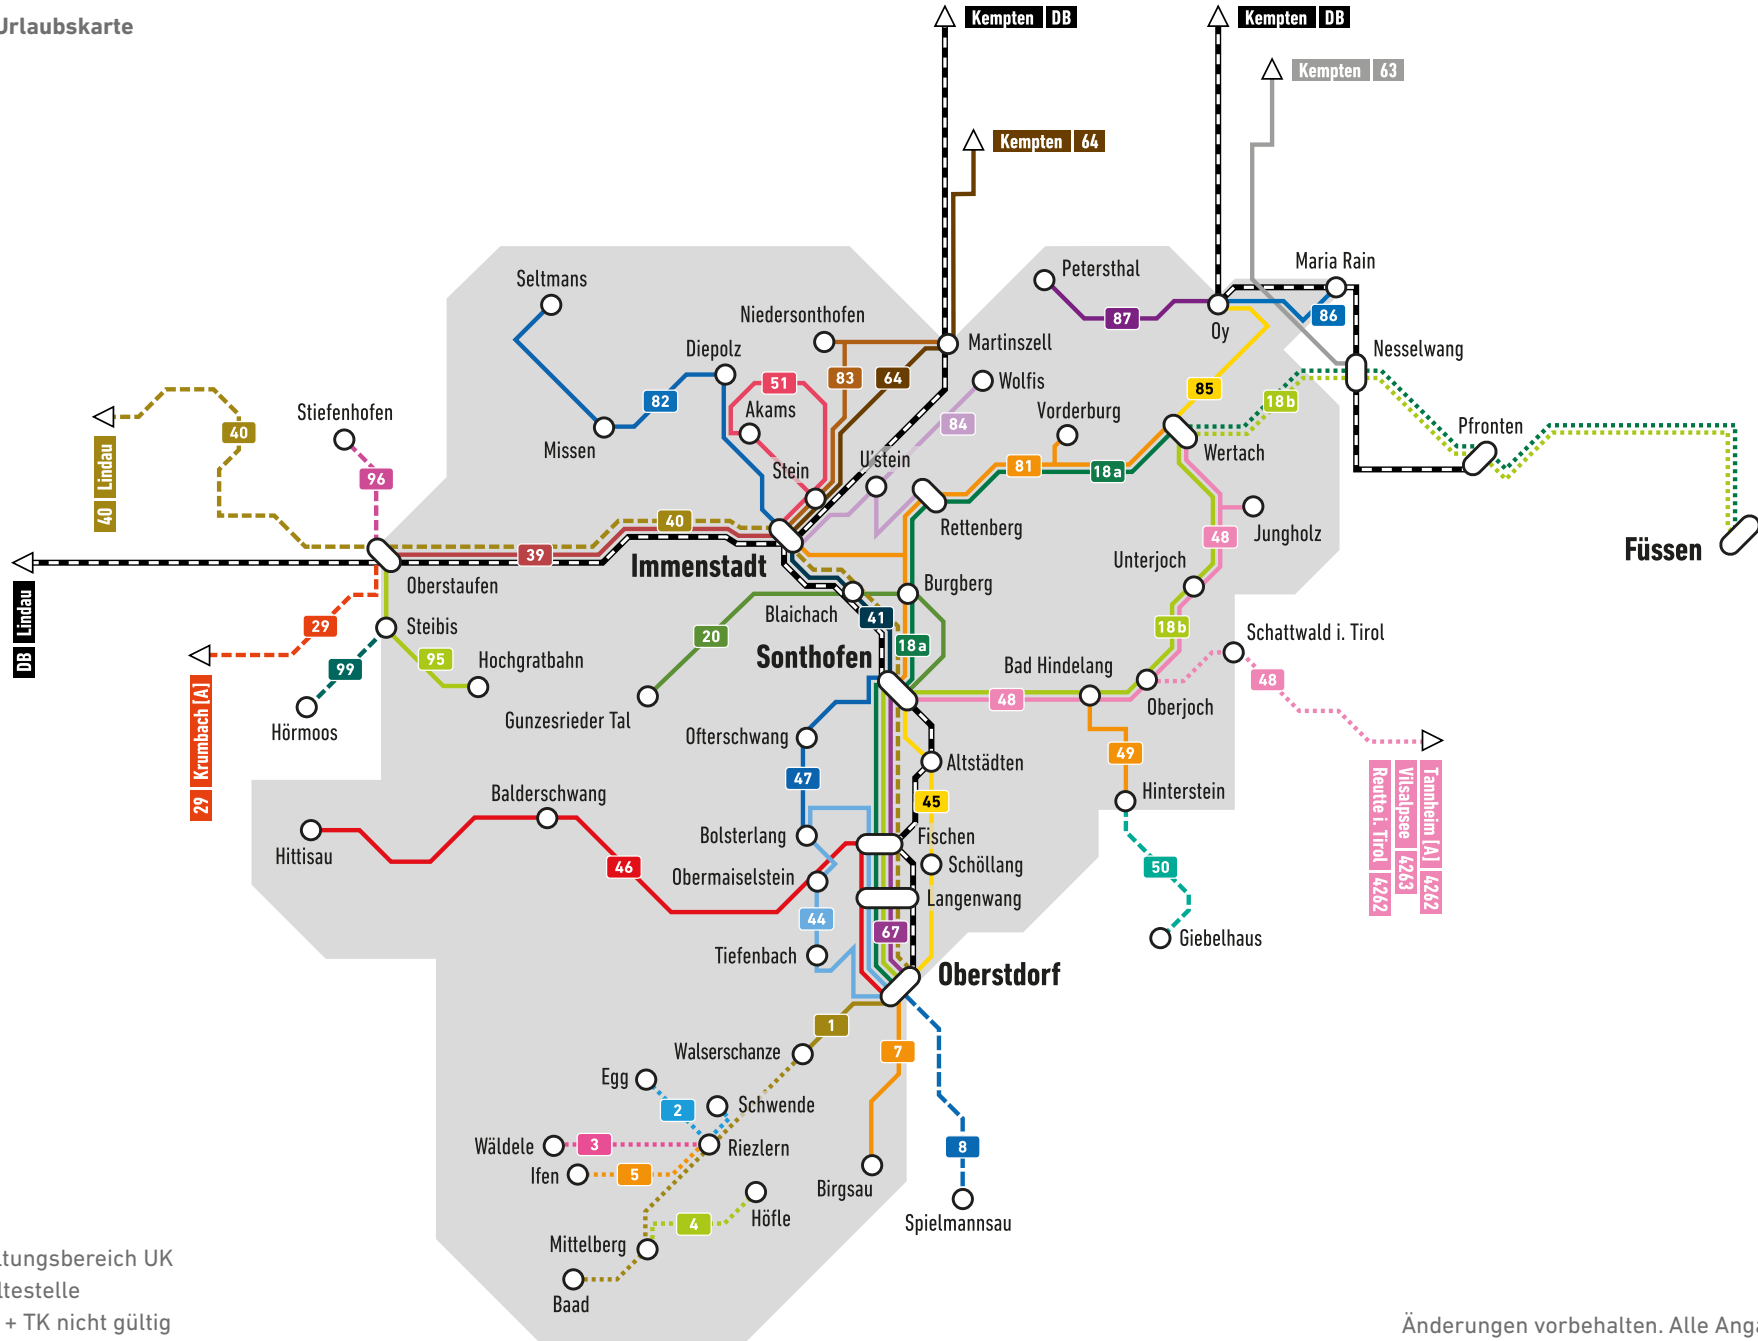 Urlaubskarte
Kempten DB
Kempten DB
Kempten 63
Kempten 64
Seltmans
Petersthal
Maria Rain
Niedersonthofen
87
86
Oy
Martinszell
Nesselwang
Diepolz
51
83
64
Wolfis
85
82
Akams
Vorderburg
18b
Stiefenhofen
84
40
Missen
Pfronten
U'stein
Wertach
40 Lindau
96
Stein
81
18a
40
Rettenberg
Jungholz
48
39
Immenstadt
Unterjoch
Füssen
Oberstaufen
Burgberg
DB Lindau
Blaichach
41
29
Steibis
20
18a
18b
Schattwald i. Tirol
99
95
Hochgratbahn
Sonthofen
Bad Hindelang
48
48
Gunzesrieder Tal
Oberjoch
Hörmoos
29 Krumbach [A]
Ofterschwang
49
Altstädten
47
Balderschwang
45
Hinterstein
Reutte i. Tirol 4262
Vilsalpsee 4263
Tannheim [A] 4262
Bolsterlang
Fischen
Hittisau
46
Schöllang
50
Obermaiselstein
Langenwang
44
67
Giebelhaus
Tiefenbach
Oberstdorf
1
Walserschanze
7
Egg
2
Schwende
Wäldele
3
Riezlern
8
Ifen
5
Birgsau
Höfle
Spielmannsau
4
Mittelberg
Baad
ltungsbereich UK
ltestelle
+ TK nicht gültig
Änderungen vorbehalten. Alle Anga